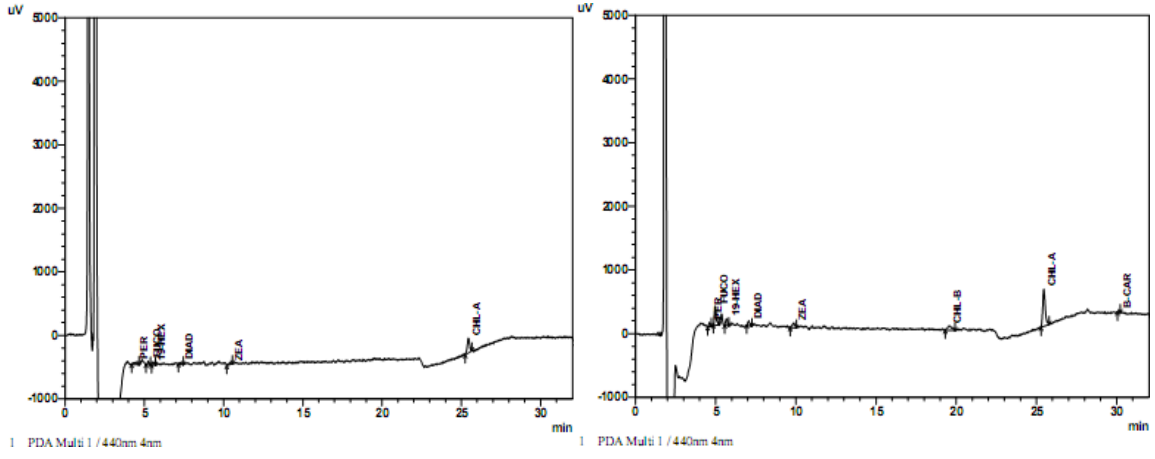 uV
5000
4000
3000
2000
1000
0
-1000
PER
FUCO
19-HEX
DIAD
ZEA
CHL-A
0 5 10 15 20 25 30
min
1 PDA Multi 1 / 440nm 4nm
uV
5000
4000
3000
2000
1000
0
-1000
PER
FUCO
19-HEX
DIAD
ZEA
CHL-B
CHL-A
B-CAR
0 5 10 15 20 25 30
min
1 PDA Multi 1 / 440nm 4nm